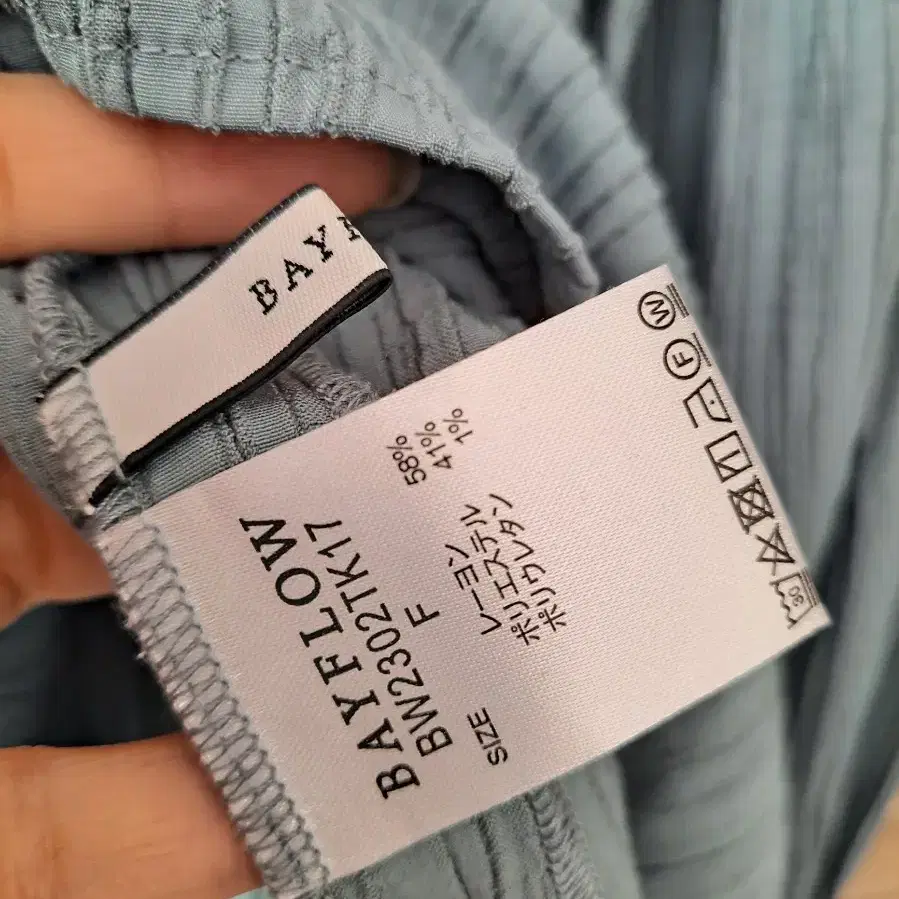 BAYF
BAYFLOW
BW2302TK17
SIZE F
レーヨン 58%
ポリエステル 41%
ポリウレタン 1%
30
F
W